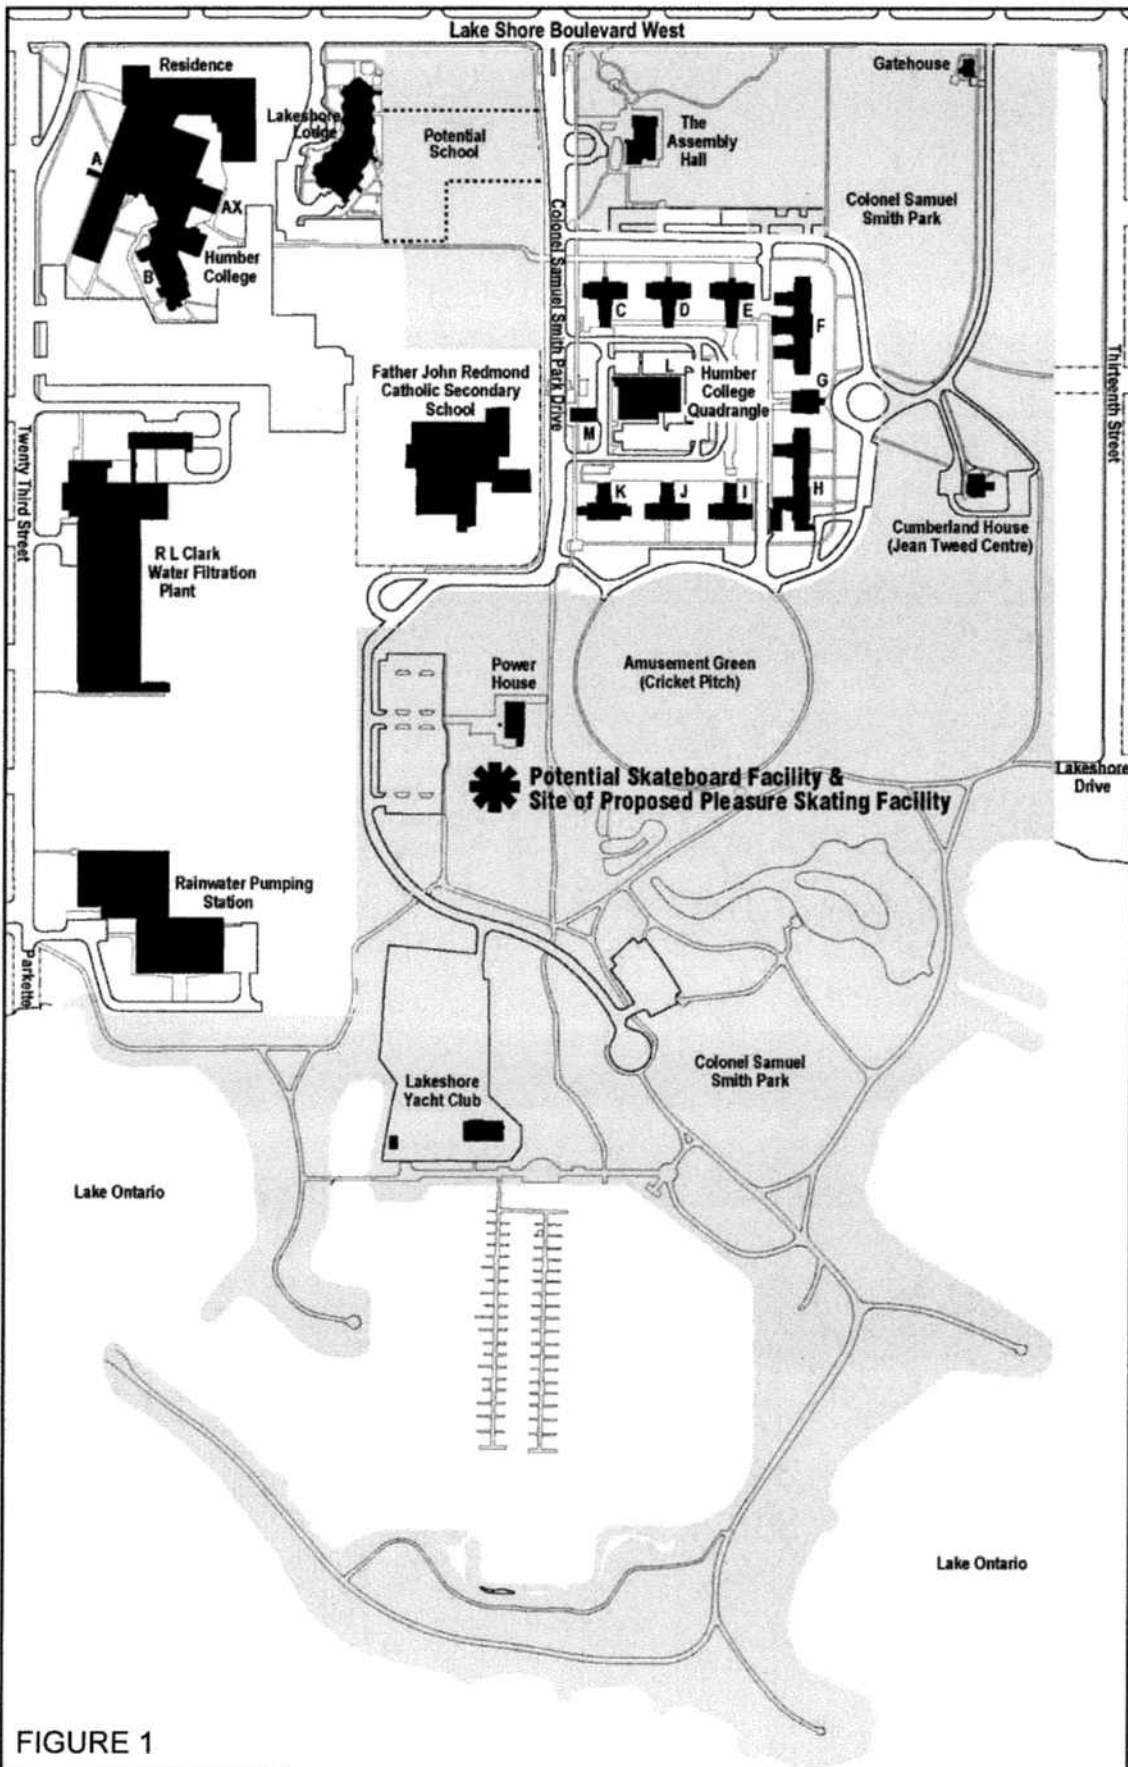 Lake Shore Boulevard West
Residence
Gatehouse
Lakeshore
Lodge
Potential
School
The
Assembly
Hall
A
AX
Colonel Samuel
Smith Park
B
Humber
College
Colonel Samuel Smith Park Drive
C
D
E
F
Father John Redmond
Catholic Secondary
School
L
Humber
College
Quadrangle
G
M
Thirteenth Street
Twenty Third Street
K
J
I
H
Cumberland House
(Jean Tweed Centre)
R L Clark
Water Filtration
Plant
Power
House
Amusement Green
(Cricket Pitch)
Potential Skateboard Facility &
Site of Proposed Pleasure Skating Facility
Lakeshore
Drive
Rainwater Pumping
Station
Parkette
Colonel Samuel
Smith Park
Lakeshore
Yacht Club
Lake Ontario
Lake Ontario
FIGURE 1